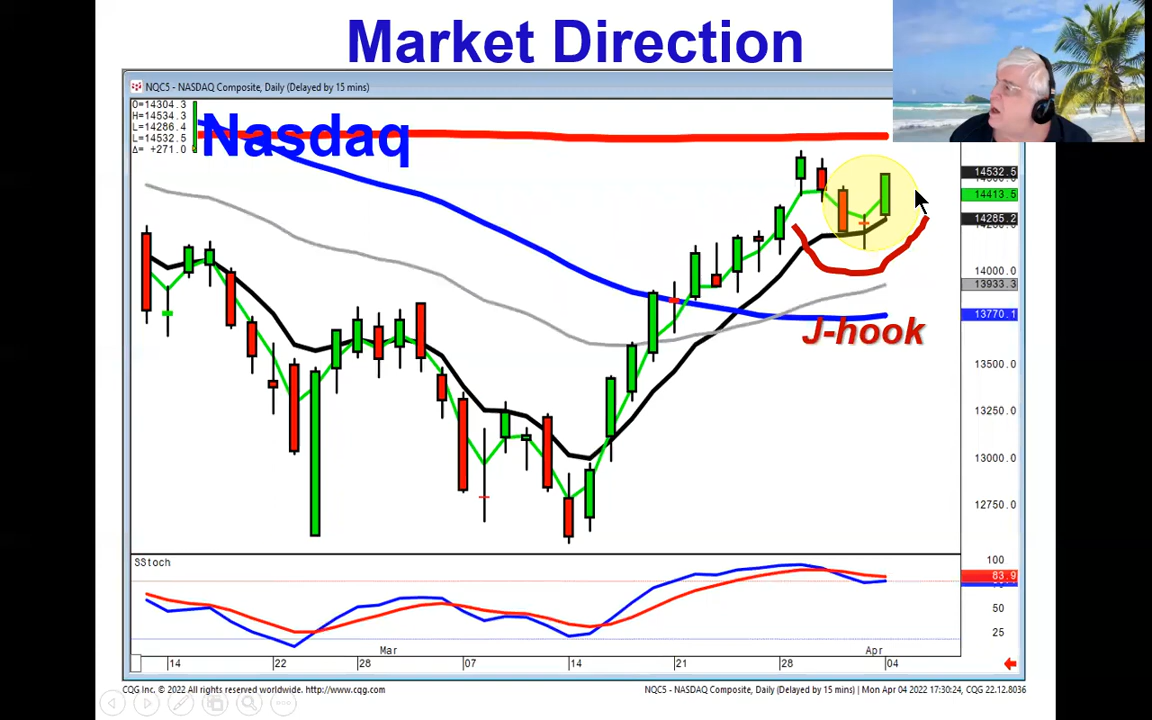 Market Direction
NQC5 - NASDAQ Composite, Daily (Delayed by 15 mins)
O=14304.3
H=14534.3
L=14286.4
L=14532.5
Δ= +271.0
Nasdaq
14532.5
14413.5
14285.2
14000.0
13933.3
13770.1
J-hook
13500.0
13250.0
13000.0
12750.0
SStoch
100
83.9
50
25
Mar Apr
14 22 28 07 14 21 28 04
CQG Inc. © 2022 All rights reserved worldwide. http://www.cqg.com
NQC5 - NASDAQ Composite, Daily (Delayed by 15 mins) | Mon Apr 04 2022 17:30:24, CQG 22.12.8036